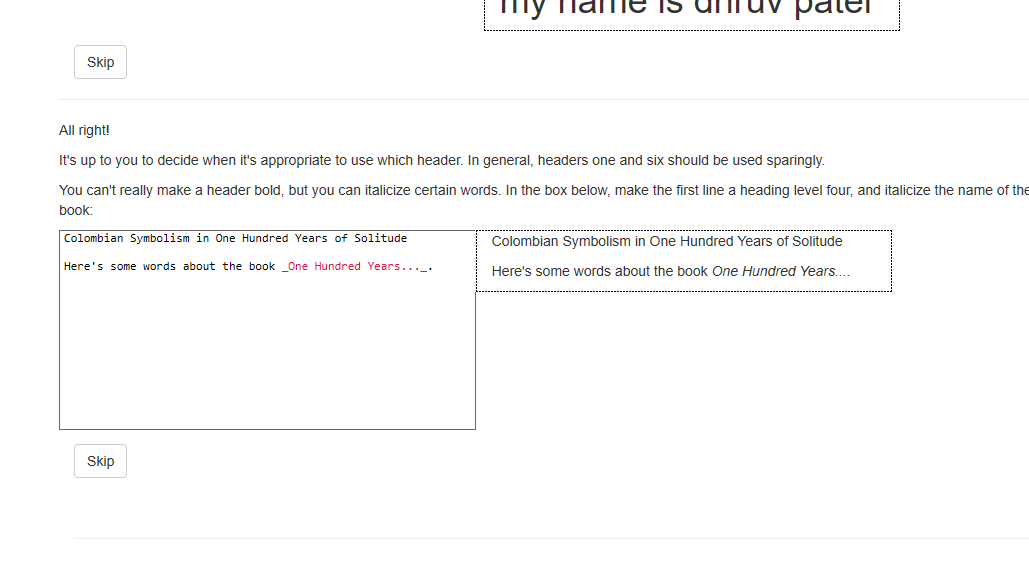 my name is dhruv patel
Skip
All right!
It's up to you to decide when it's appropriate to use which header. In general, headers one and six should be used sparingly.
You can't really make a header bold, but you can italicize certain words. In the box below, make the first line a heading level four, and italicize the name of the
book:
Colombian Symbolism in One Hundred Years of Solitude
Here's some words about the book _One Hundred Years..._.
Colombian Symbolism in One Hundred Years of Solitude
Here's some words about the book One Hundred Years....
Skip